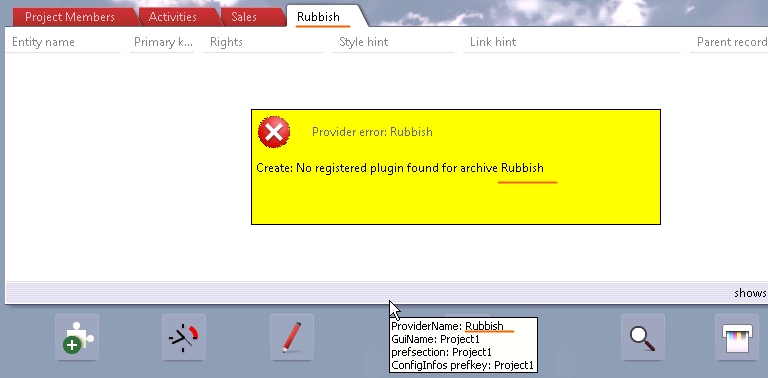 Project Members Activities Sales Rubbish
Entity name Primary k... Rights Style hint Link hint Parent record
Provider error: Rubbish
Create: No registered plugin found for archive Rubbish
shows
ProviderName: Rubbish
GuiName: Project1
prefsection: Project1
ConfigInfos prefkey: Project1